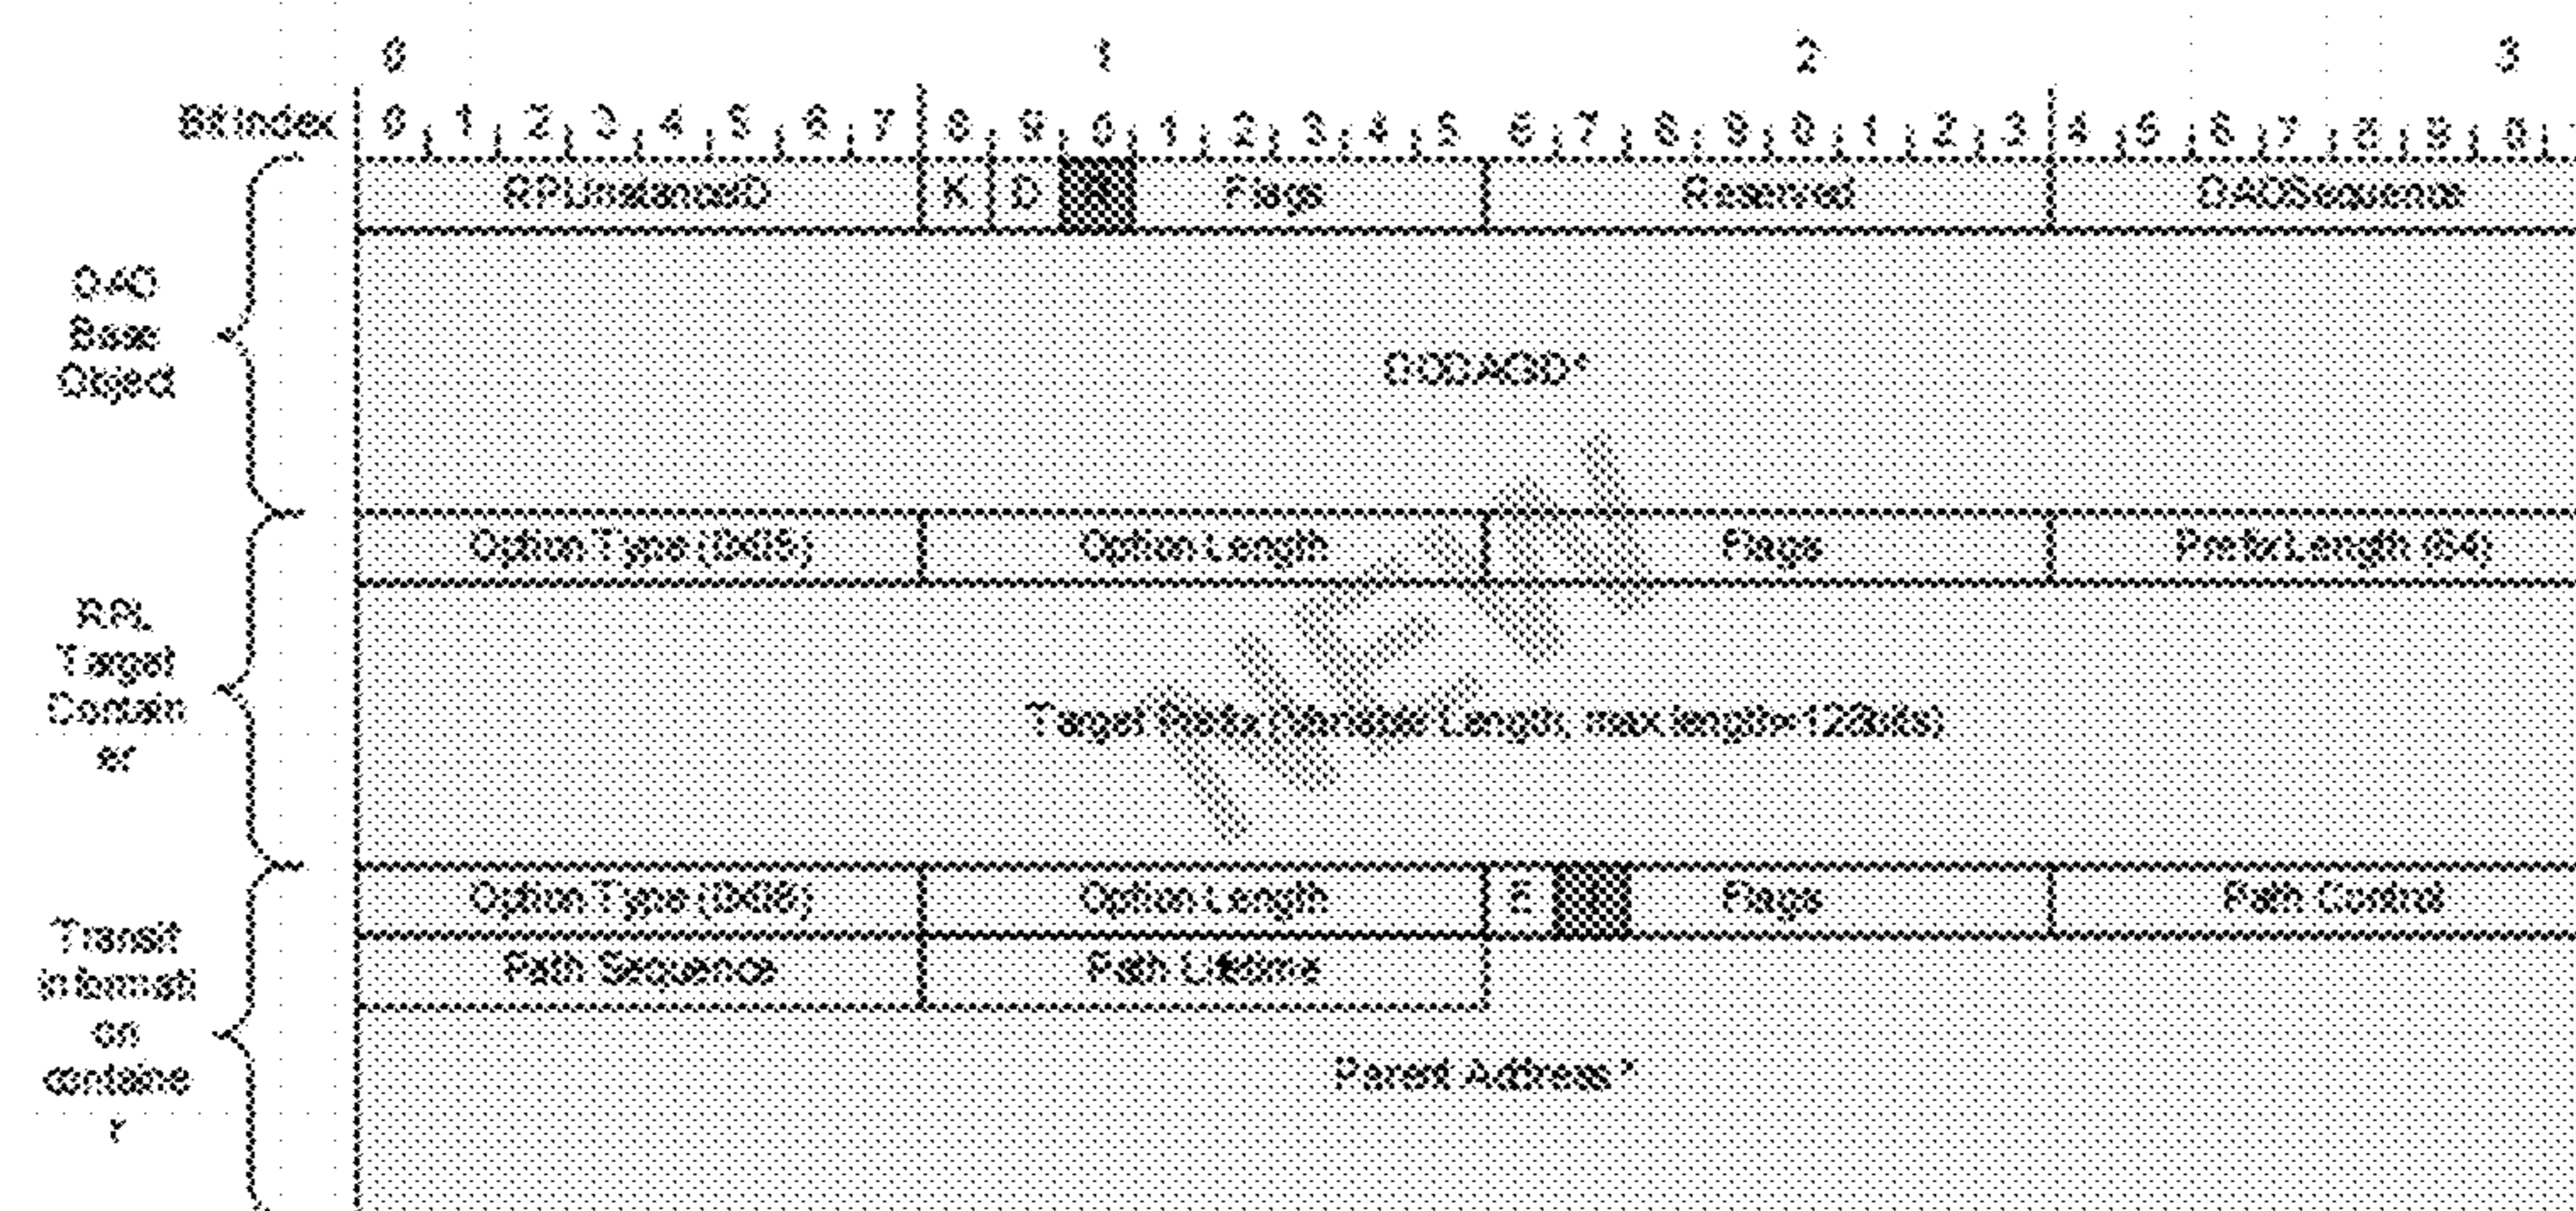 0 1 2 3
Bit Index 0 1 2 3 4 5 6 7 8 9 0 1 2 3 4 5 6 7 8 9 0 1 2 3 4 5 6 7 8 9 0
RPLInstanceID K D Flags Reserved DAOSequence
DAO
Base
Object
DODAGID*
Option Type (0x05) Option Length Flags Prefix Length (64)
RPL
Target
Contain
er
Target Prefix (Variable Length, max length=128bits)
Option Type (0x06) Option Length E Flags Path Control
Path Sequence Path Lifetime
Transit
informati
on
containe
r
Parent Address*